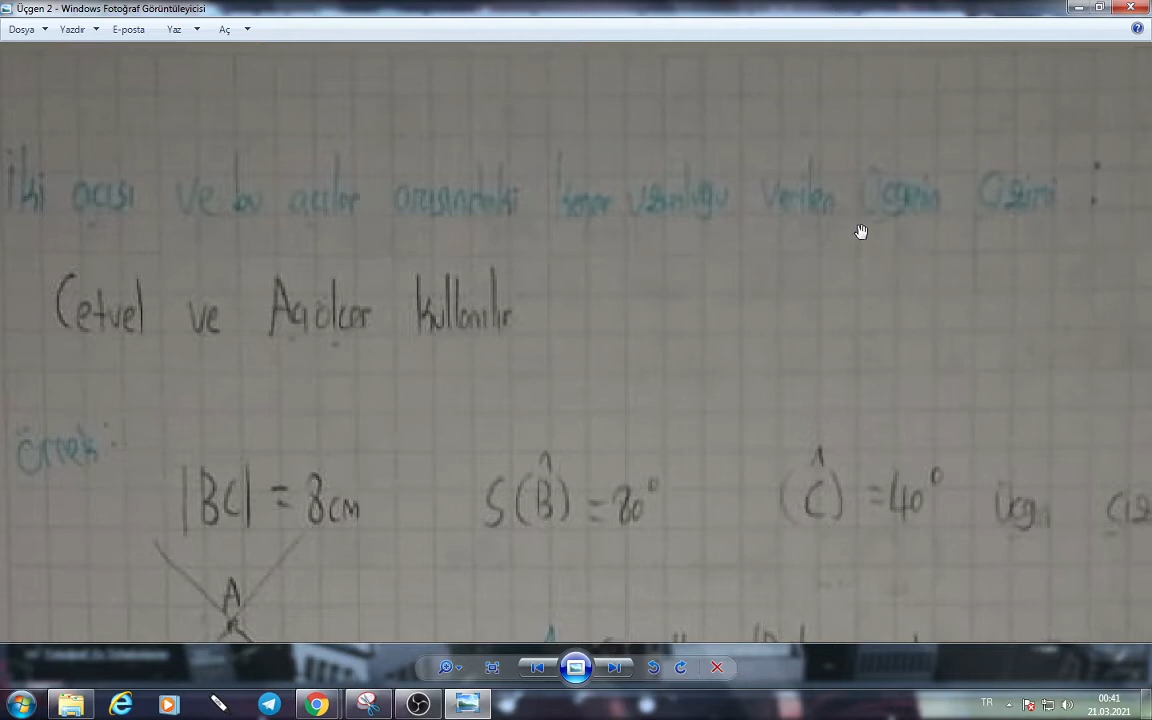 Üçgen 2 - Windows Fotoğraf Görüntüleyicisi
Dosya Yazdır E-posta Yaz Aç
İki açısı ve bu açılar arasındaki kenar uzunluğu verilen Üçgenin Çizimi :
Cetvel ve Açıölçer kullanılır
Örnek:
|BC| = 8cm S(B̂) = 80° (Ĉ) = 40°
A
TR 00:41
21.03.2021